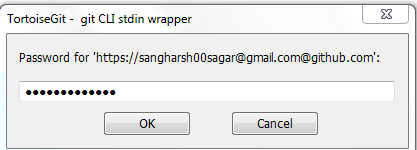 TortoiseGit - git CLI stdin wrapper
Password for 'https://sangharsh00sagar@gmail.com@github.com':
●●●●●●●●●●●●●
OK Cancel